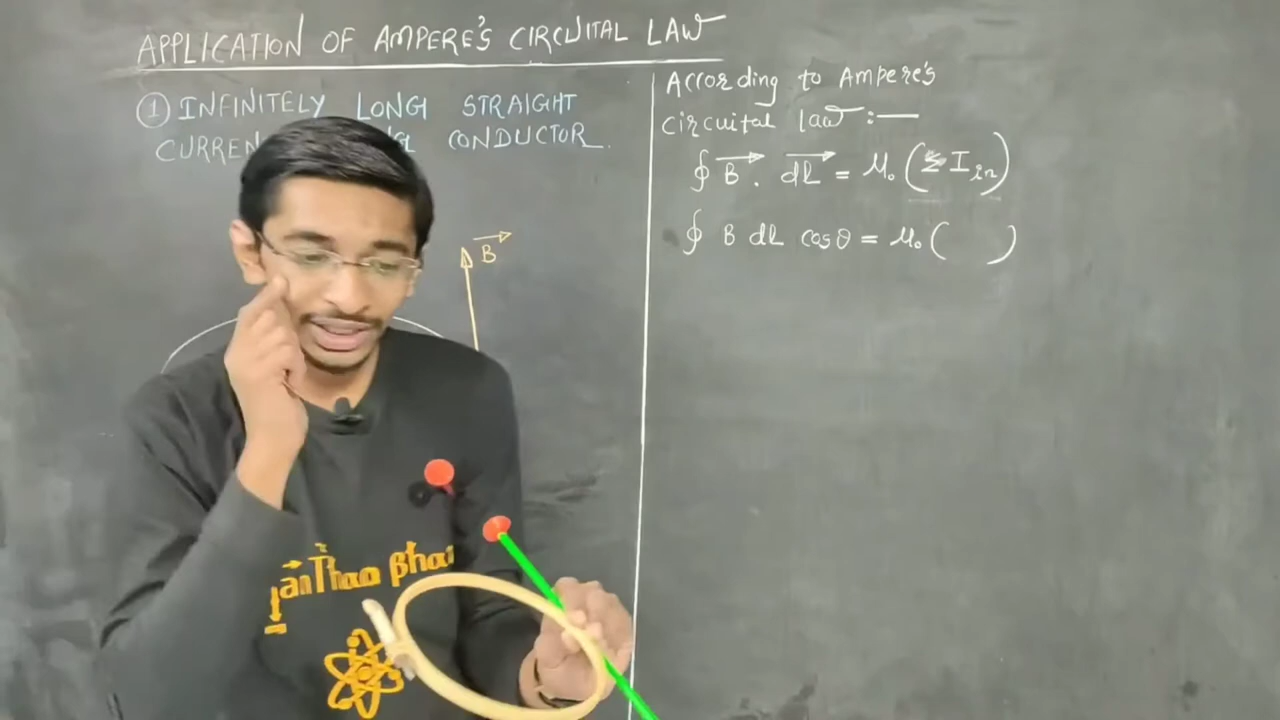 APPLICATION OF AMPERE'S CIRCUITAL LAW
① INFINITELY LONG STRAIGHT
CONDUCTOR.
B⃗
According to Ampere's
circuital law :—
∮ B⃗ . dl⃗ = μ₀ (Σ I in)
∮ B dl cosθ = μ₀ ( )